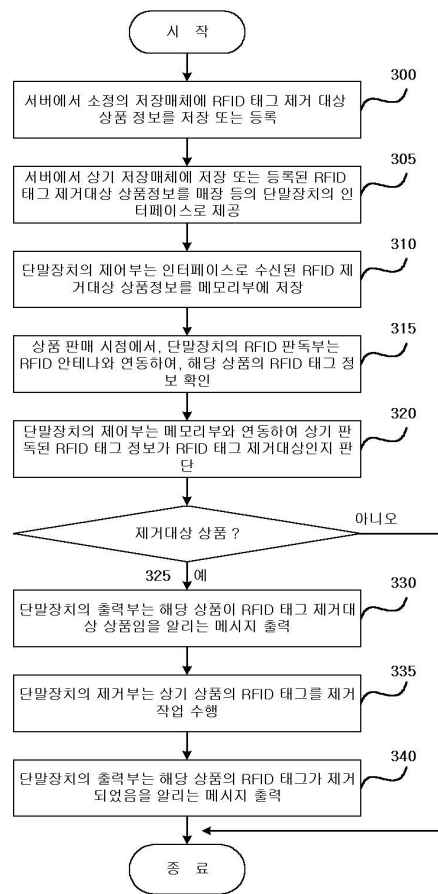 시 작
300
서버에서 소정의 저장매체에 RFID 태그 제거 대상
상품 정보를 저장 또는 등록
305
서버에서 상기 저장매체에 저장 또는 등록된 RFID
태그 제거대상 상품정보를 매장 등의 단말장치의 인
터페이스로 제공
310
단말장치의 제어부는 인터페이스로 수신된 RFID 제
거대상 상품정보를 메모리부에 저장
315
상품 판매 시점에서, 단말장치의 RFID 판독부는
RFID 안테나와 연동하여, 해당 상품의 RFID 태그 정
보 확인
320
단말장치의 제어부는 메모리부와 연동하여 상기 판
독된 RFID 태그 정보가 RFID 태그 제거대상인지 판
단
제거대상 상품?
아니오
325 예
330
단말장치의 출력부는 해당 상품이 RFID 태그 제거대
상 상품임을 알리는 메시지 출력
335
단말장치의 제거부는 상기 상품의 RFID 태그를 제거
작업 수행
340
단말장치의 출력부는 해당 상품의 RFID 태그가 제거
되었음을 알리는 메시지 출력
종 료